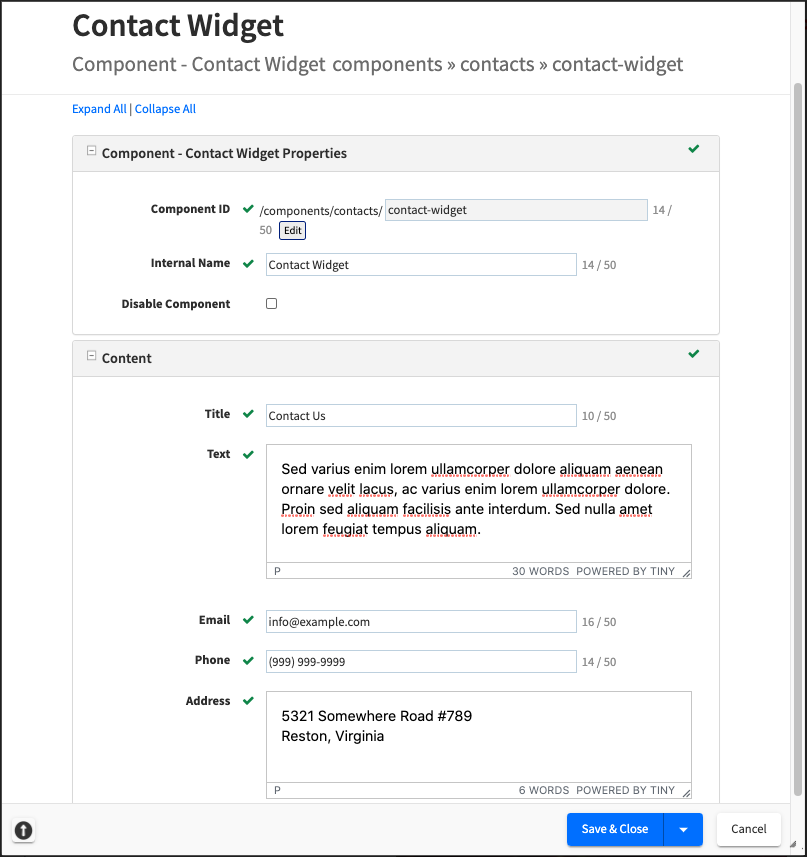 Contact Widget
Component - Contact Widget components » contacts » contact-widget
Expand All | Collapse All
Component - Contact Widget Properties
Component ID /components/contacts/ contact-widget 14 /
50 Edit
Internal Name Contact Widget 14 / 50
Disable Component
Content
Title Contact Us 10 / 50
Text
Sed varius enim lorem ullamcorper dolore aliquam aenean
ornare velit lacus, ac varius enim lorem ullamcorper dolore.
Proin sed aliquam facilisis ante interdum. Sed nulla amet
lorem feugiat tempus aliquam.
P 30 WORDS POWERED BY TINY
Email info@example.com 16 / 50
Phone (999) 999-9999 14 / 50
Address
5321 Somewhere Road #789
Reston, Virginia
P 6 WORDS POWERED BY TINY
Save & Close Cancel